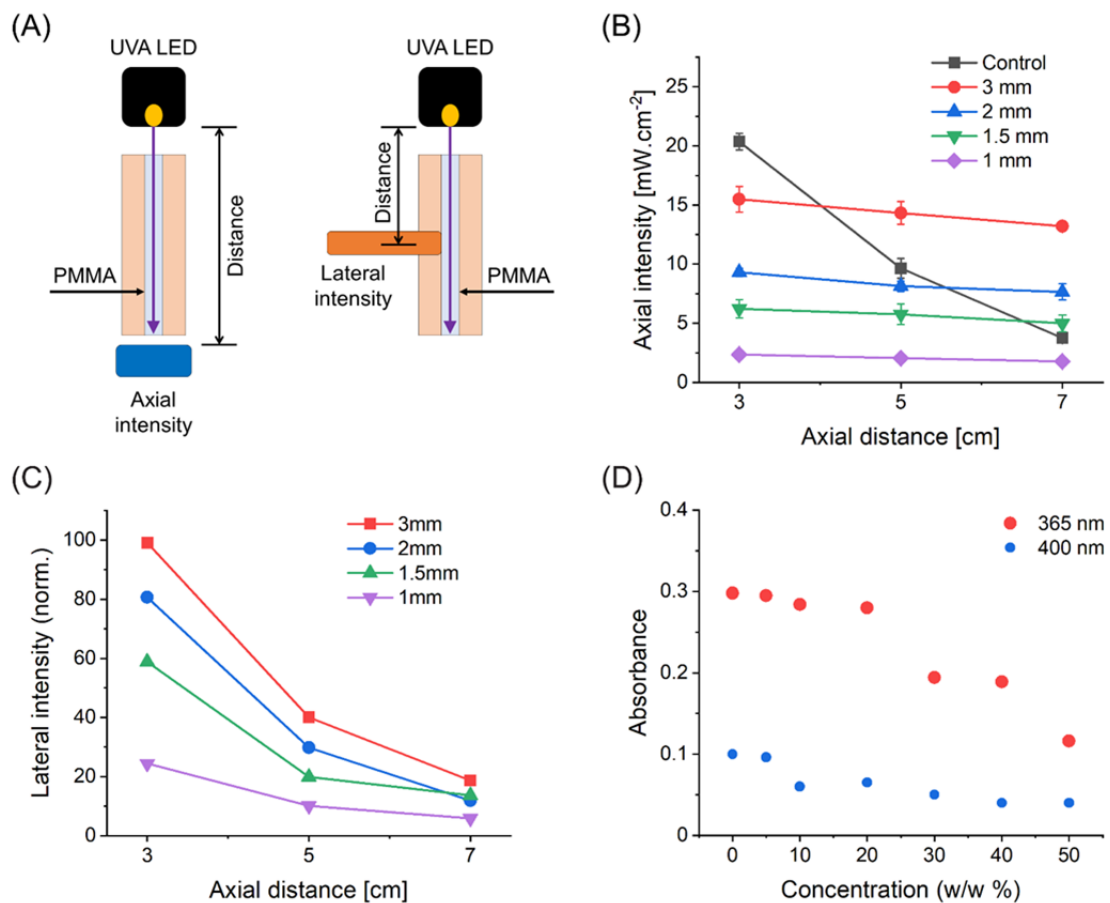 (A)
UVA LED
UVA LED
Distance
Distance
PMMA
PMMA
Lateral
intensity
Axial
intensity
(B)
Control
3 mm
2 mm
1.5 mm
1 mm
Axial intensity [mW.cm⁻²]
25
20
15
10
5
0
3
5
7
Axial distance [cm]
(C)
3mm
2mm
1.5mm
1mm
Lateral intensity (norm.)
100
80
60
40
20
0
3
5
7
Axial distance [cm]
(D)
365 nm
400 nm
Absorbance
0.4
0.3
0.2
0.1
0
0
10
20
30
40
50
Concentration (w/w %)